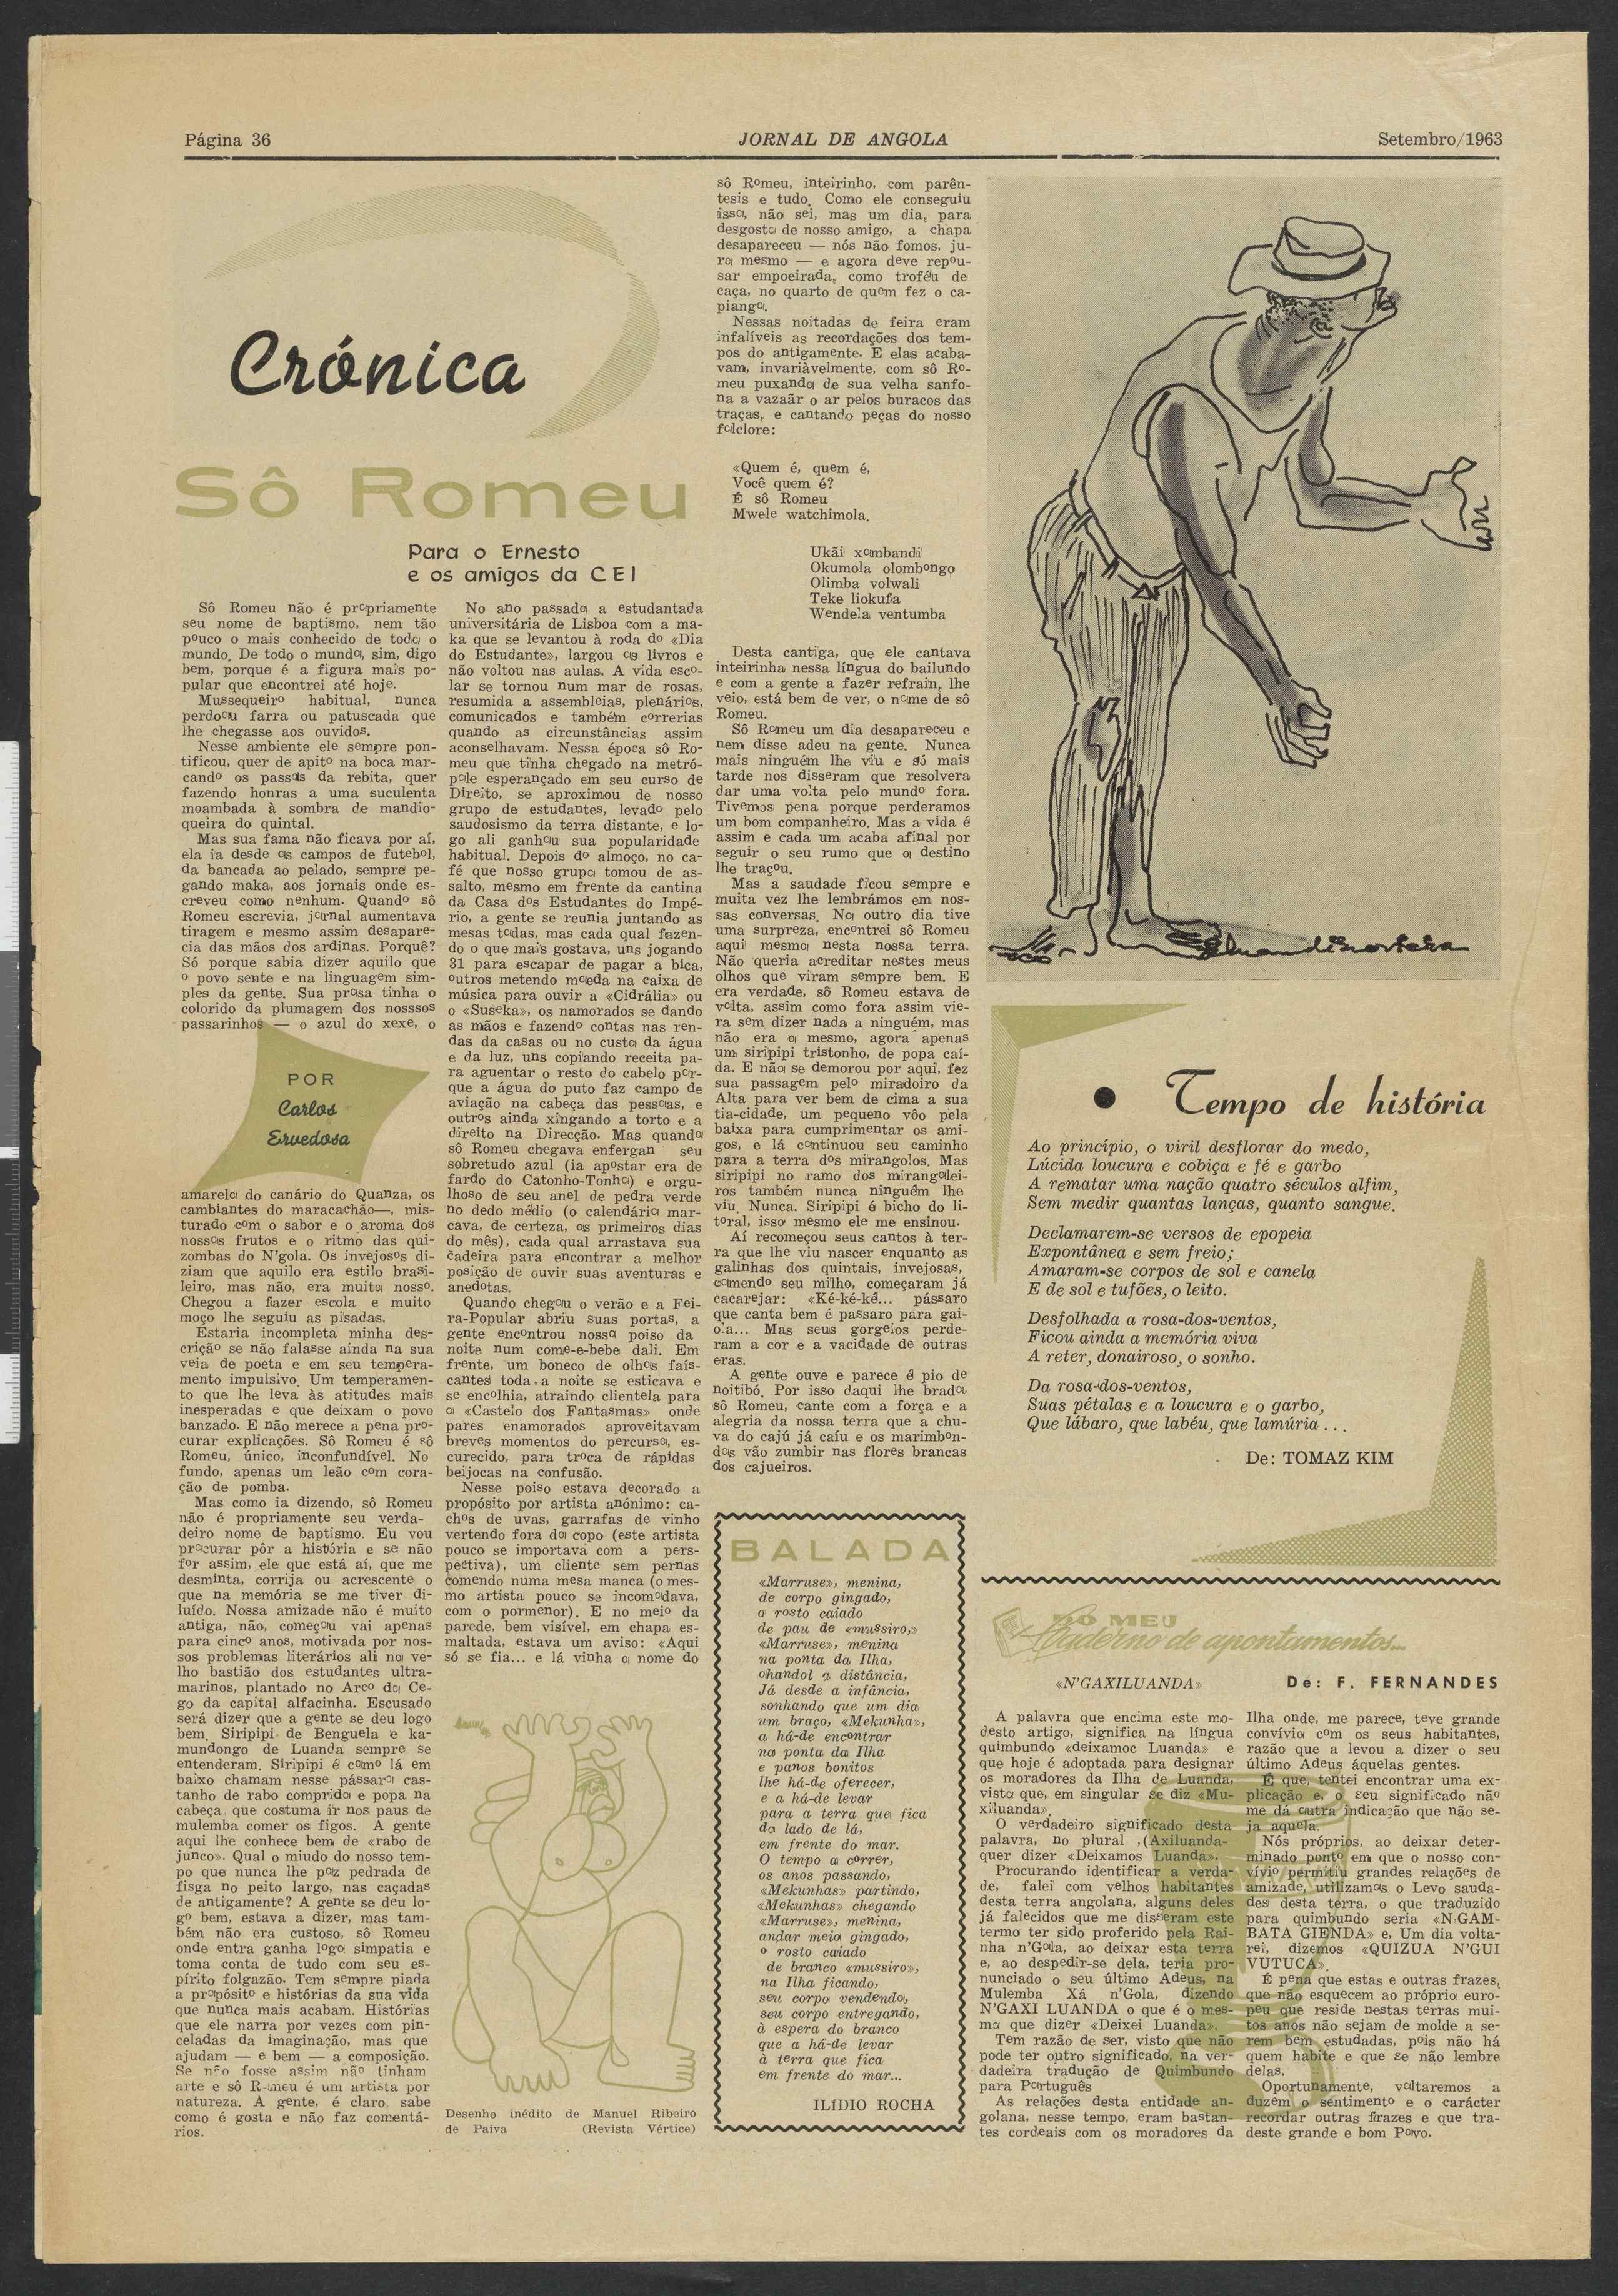 Página 36
JORNAL DE ANGOLA
Setembro/1963
Crónica
Sô Romeu
Para o Ernesto
e os amigos da CEI
Sô Romeu não é propriamente
seu nome de baptismo, nem tão
pouco o mais conhecido de todo o
mundo. De todo o mundo, sim, digo
bem, porque é a figura mais po-
pular que encontrei até hoje.
Mussequeiro habitual, nunca
perdoou farra ou patuscada que
lhe chegasse aos ouvidos.
Nesse ambiente ele sempre pon-
tificou, quer de apito na boca mar-
cando os passos da rebita, quer
fazendo honras a uma suculenta
moambada à sombra de mandio-
queira do quintal.
Mas sua fama não ficava por aí,
ela ia desde os campos de futebol,
da bancada ao pelado, sempre pe-
gando maka, aos jornais onde es-
creveu como nenhum. Quando sô
Romeu escrevia, jornal aumentava
tiragem e mesmo assim desapare-
cia das mãos dos ardinas. Porquê?
Só porque sabia dizer aquilo que
o povo sente e na linguagem sim-
ples da gente. Sua prosa tinha o
colorido da plumagem dos nosssos
passarinhos — o azul do xexe, o
POR
Carlos
Ervedosa
amarelo do canário do Quanza, os
cambiantes do maracachão—, mis-
turado com o sabor e o aroma dos
nossos frutos e o ritmo das qui-
zombas do N'gola. Os invejosos di-
ziam que aquilo era estilo brasi-
leiro, mas não, era muito nosso.
Chegou a fazer escola e muito
moço lhe seguiu as pisadas.
Estaria incompleta minha des-
crição se não falasse ainda na sua
veia de poeta e em seu tempera-
mento impulsivo. Um temperamen-
to que lhe leva às atitudes mais
inesperadas e que deixam o povo
banzado. E não merece a pena pro-
curar explicações. Sô Romeu é sô
Romeu, único, inconfundível. No
fundo, apenas um leão com cora-
ção de pomba.
Mas como ia dizendo, sô Romeu
não é propriamente seu verda-
deiro nome de baptismo. Eu vou
procurar pôr a história e se não
for assim, ele que está aí, que me
desminta, corrija ou acrescente o
que na memória se me tiver di-
luído. Nossa amizade não é muito
antiga, não, começou vai apenas
para cinco anos, motivada por nos-
sos problemas literários ali no ve-
lho bastião dos estudantes ultra-
marinos, plantado no Arco do Ce-
go da capital alfacinha. Escusado
será dizer que a gente se deu logo
bem. Siripipi de Benguela e ka-
mundongo de Luanda sempre se
entenderam. Siripipi é como lá em
baixo chamam nesse pássaro cas-
tanho de rabo comprido e popa na
cabeça que costuma ir nos paus de
mulemba comer os figos. A gente
aqui lhe conhece bem de «rabo de
junco». Qual o miudo do nosso tem-
po que nunca lhe poz pedrada de
fisga no peito largo, nas caçadas
de antigamente? A gente se deu lo-
go bem, estava a dizer, mas tam-
bém não era custoso, sô Romeu
onde entra ganha logo simpatia e
toma conta de tudo com seu es-
pírito folgazão. Tem sempre piada
a propósito e histórias da sua vida
que nunca mais acabam. Histórias
que ele narra por vezes com pin-
celadas da imaginação, mas que
ajudam — e bem — a composição.
Se não fosse assim não tinham
arte e sô Romeu é um artista por
natureza. A gente, é claro, sabe
como é gosta e não faz comentá-
rios.
No ano passado a estudantada
universitária de Lisboa com a ma-
ka que se levantou à roda do «Dia
do Estudante», largou os livros e
não voltou nas aulas. A vida esco-
lar se tornou num mar de rosas,
resumida a assembleias, plenários,
comunicados e também correrias
quando as circunstâncias assim
aconselhavam. Nessa época sô Ro-
meu que tinha chegado na metró-
pole esperançado em seu curso de
Direito, se aproximou de nosso
grupo de estudantes, levado pelo
saudosismo da terra distante, e lo-
go ali ganhou sua popularidade
habitual. Depois do almoço, no ca-
fé que nosso grupo tomou de as-
salto, mesmo em frente da cantina
da Casa dos Estudantes do Impé-
rio, a gente se reunia juntando as
mesas todas, mas cada qual fazen-
do o que mais gostava, uns jogando
31 para escapar de pagar a bica,
outros metendo moeda na caixa de
música para ouvir a «Cidrália» ou
o «Suseka», os namorados se dando
as mãos e fazendo contas nas ren-
das da casas ou no custo da água
e da luz, uns copiando receita pa-
ra aguentar o resto do cabelo por-
que a água do puto faz campo de
aviação na cabeça das pessoas, e
outros ainda xingando a torto e a
direito na Direcção. Mas quando
sô Romeu chegava enfergan seu
sobretudo azul (ia apostar era de
fardo do Catonho-Tonho) e orgu-
lhoso de seu anel de pedra verde
no dedo médio (o calendário mar-
cava, de certeza, os primeiros dias
do mês), cada qual arrastava sua
cadeira para encontrar a melhor
posição de ouvir suas aventuras e
anedotas.
Quando chegou o verão e a Fei-
ra-Popular abriu suas portas, a
gente encontrou nosso poiso da
noite num come-e-bebe dali. Em
frente, um boneco de olhos faís-
cantes toda a noite se esticava e
se encolhia, atraindo clientela para
o «Castelo dos Fantasmas» onde
pares enamorados aproveitavam
breves momentos do percurso, es-
curecido, para troca de rápidas
beijocas na confusão.
Nesse poiso estava decorado a
propósito por artista anónimo: ca-
chos de uvas, garrafas de vinho
vertendo fora do copo (este artista
pouco se importava com a pers-
pectiva), um cliente sem pernas
comendo numa mesa manca (o mes-
mo artista pouco se incomodava,
com o pormenor). E no meio da
parede, bem visível, em chapa es-
maltada, estava um aviso: «Aqui
só se fia... e lá vinha o nome do
Desenho inédito de Manuel Ribeiro
de Paiva (Revista Vértice)
sô Romeu, inteirinho, com parên-
tesis e tudo. Como ele conseguiu
isso, não sei, mas um dia, para
desgosto de nosso amigo, a chapa
desapareceu — nós não fomos, ju-
ro mesmo — e agora deve repou-
sar empoeirada, como troféu de
caça, no quarto de quem fez o ca-
piango.
Nessas noitadas de feira eram
infalíveis as recordações dos tem-
pos do antigamente. E elas acaba-
vam, invariàvelmente, com sô Ro-
meu puxando de sua velha sanfo-
na a vazaãr o ar pelos buracos das
traças, e cantando peças do nosso
folclore:
«Quem é, quem é,
Você quem é?
É sô Romeu
Mwele watchimola.
Ukãi xombandi
Okumola olombongo
Olimba volwali
Teke liokufa
Wendela ventumba
Desta cantiga, que ele cantava
inteirinha nessa língua do bailundo
e com a gente a fazer refrain, lhe
veio, está bem de ver, o nome de sô
Romeu.
Sô Romeu um dia desapareceu e
nem disse adeu na gente. Nunca
mais ninguém lhe viu e só mais
tarde nos disseram que resolvera
dar uma volta pelo mundo fora.
Tivemos pena porque perderamos
um bom companheiro. Mas a vida é
assim e cada um acaba afinal por
seguir o seu rumo que o destino
lhe traçou.
Mas a saudade ficou sempre e
muita vez lhe lembrámos em nos-
sas conversas. No outro dia tive
uma surpreza, encontrei sô Romeu
aqui mesmo nesta nossa terra.
Não queria acreditar nestes meus
olhos que viram sempre bem. E
era verdade, sô Romeu estava de
volta, assim como fora assim vie-
ra sem dizer nada a ninguém, mas
não era o mesmo, agora apenas
um siripipi tristonho, de popa caí-
da. E não se demorou por aqui, fez
sua passagem pelo miradoiro da
Alta para ver bem de cima a sua
tia-cidade, um pequeno vôo pela
baixa para cumprimentar os ami-
gos, e lá continuou seu caminho
para a terra dos mirangolos. Mas
siripipi no ramo dos mirangolei-
ros também nunca ninguém lhe
viu. Nunca. Siripipi é bicho do li-
toral, isso mesmo ele me ensinou.
Aí recomeçou seus cantos à ter-
ra que lhe viu nascer enquanto as
galinhas dos quintais, invejosas,
comendo seu milho, começaram já
cacarejar: «Ké-ké-ké... pássaro
que canta bem é passaro para gai-
ola... Mas seus gorgeios perde-
ram a cor e a vacidade de outras
eras.
A gente ouve e parece é pio de
noitibó. Por isso daqui lhe brado,
sô Romeu, cante com a força e a
alegria da nossa terra que a chu-
va do cajú já caíu e os marimbon-
dos vão zumbir nas flores brancas
dos cajueiros.
BALADA
«Marruse», menina,
de corpo gingado,
o rosto caiado
de pau de «mussiro,»
«Marruse», menina
na ponta da Ilha,
ohandol a distância,
Já desde a infância,
sonhando que um dia
um braço, «Mekunha»,
a há-de encontrar
na ponta da Ilha
e panos bonitos
lhe há-de oferecer,
e a há-de levar
para a terra que fica
do lado de lá,
em frente do mar.
O tempo a correr,
os anos passando,
«Mekunhas» partindo,
«Mekunhas» chegando
«Marruse», menina,
andar meio gingado,
o rosto caiado
de branco «mussiro»,
na Ilha ficando,
seu corpo vendendo,
seu corpo entregando,
à espera do branco
que a há-de levar
à terra que fica
em frente do mar...
ILÍDIO ROCHA
Tempo de história
Ao princípio, o viril desflorar do medo,
Lúcida loucura e cobiça e fé e garbo
A rematar uma nação quatro séculos alfim,
Sem medir quantas lanças, quanto sangue.
Declamarem-se versos de epopeia
Expontânea e sem freio;
Amaram-se corpos de sol e canela
E de sol e tufões, o leito.
Desfolhada a rosa-dos-ventos,
Ficou ainda a memória viva
A reter, donairoso, o sonho.
Da rosa-dos-ventos,
Suas pétalas e a loucura e o garbo,
Que lábaro, que labéu, que lamúria . . .
De: TOMAZ KIM
DO MEU
Caderno de apontamentos...
«N'GAXILUANDA»
De: F. FERNANDES
A palavra que encima este mo-
desto artigo, significa na língua
quimbundo «deixamoc Luanda» e
que hoje é adoptada para designar
os moradores da Ilha de Luanda,
visto que, em singular se diz «Mu-
xiluanda».
O verdadeiro significado desta
palavra, no plural ,(Axiluanda-
quer dizer «Deixamos Luanda».
Procurando identificar a verda-
de, falei com velhos habitantes
desta terra angolana, alguns deles
já falecidos que me disseram este
termo ter sido proferido pela Rai-
nha n'Gola, ao deixar esta terra
e, ao despedir-se dela, teria pro-
nunciado o seu último Adeus, na
Mulemba Xá n'Gola, dizendo
N'GAXI LUANDA o que é o mes-
mo que dizer «Deixei Luanda».
Tem razão de ser, visto que não
pode ter outro significado, na ver-
dadeira tradução de Quimbundo
para Português
As relações desta entidade an-
golana, nesse tempo, eram bastan-
tes cordeais com os moradores da
Ilha onde, me parece, teve grande
convívio com os seus habitantes,
razão que a levou a dizer o seu
último Adeus áquelas gentes.
É que, tentei encontrar uma ex-
plicação e, o seu significado não
me dá outra indicação que não se-
ja aquela.
Nós próprios, ao deixar deter-
minado ponto em que o nosso con-
vívio permitiu grandes relações de
amizade, utilizamos o Levo sauda-
des desta terra, o que traduzido
para quimbundo seria «N'GAM-
BATA GIENDA» e, Um dia volta-
rei, dizemos «QUIZUA N'GUI
VUTUCA».
É pena que estas e outras frases,
que não esquecem ao próprio euro-
peu que reside nestas terras mui-
tos anos não sejam de molde a se-
rem bem estudadas, pois não há
quem habite e que se não lembre
delas.
Oportunamente, voltaremos a
duzem o sentimento e o carácter
recordar outras frazes e que tra-
deste grande e bom Povo.